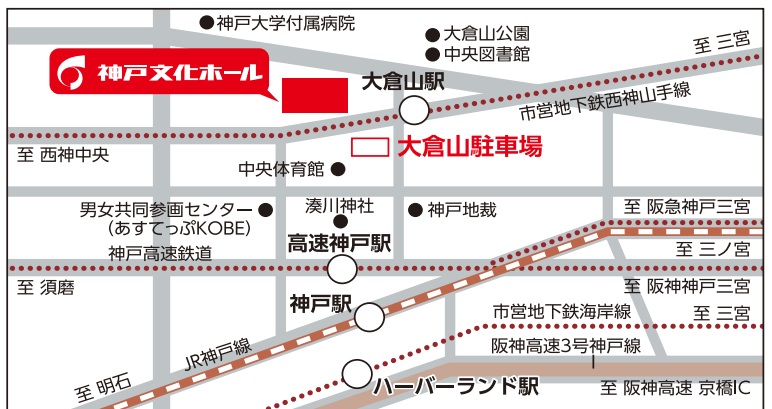 神戸大学付属病院
大倉山公園
中央図書館
至 三宮
神戸文化ホール
大倉山駅
市営地下鉄西神山手線
大倉山駐車場
至 西神中央
中央体育館
男女共同参画センター
(あすてっぷKOBE)
湊川神社
神戸地裁
至 阪急神戸三宮
高速神戸駅
神戸高速鉄道
至 三ノ宮
至 須磨
至 阪神神戸三宮
神戸駅
市営地下鉄海岸線
至 三宮
JR神戸線
阪神高速3号神戸線
至 明石
ハーバーランド駅
至 阪神高速 京橋IC